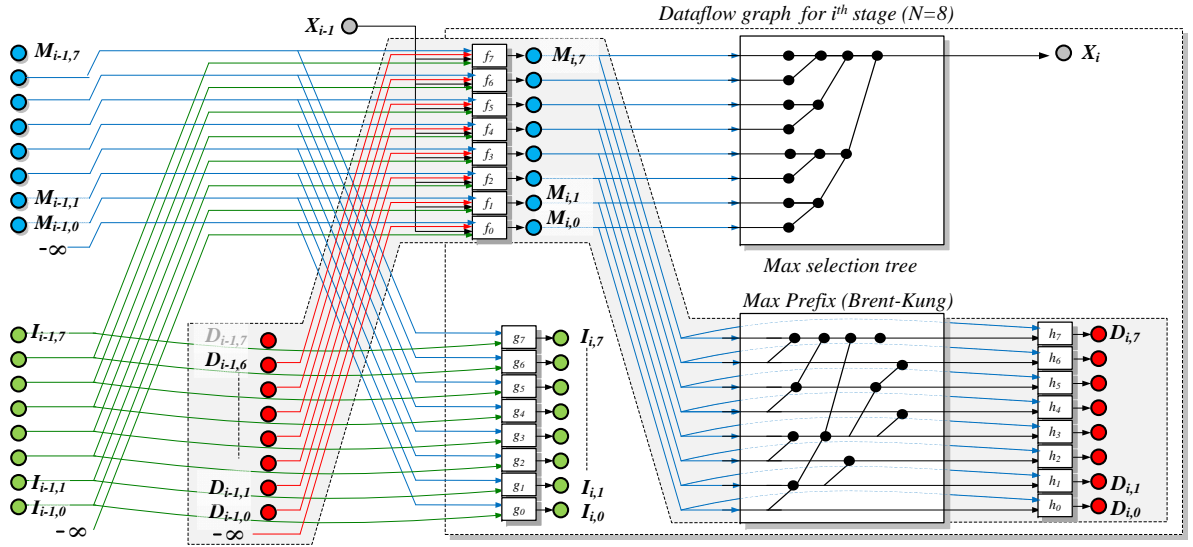 Dataflow graph for iᵗʰ stage (N=8)
Xᵢ₋₁
Mᵢ₋₁,₇
Mᵢ₋₁,₁
Mᵢ₋₁,₀
-∞
f₇
f₆
f₅
f₄
f₃
f₂
f₁
f₀
Mᵢ,₇
Mᵢ,₁
Mᵢ,₀
Xᵢ
Max selection tree
Max Prefix (Brent-Kung)
Iᵢ₋₁,₇
Iᵢ₋₁,₁
Iᵢ₋₁,₀
-∞
Dᵢ₋₁,₇
Dᵢ₋₁,₆
Dᵢ₋₁,₁
Dᵢ₋₁,₀
-∞
g₇
g₆
g₅
g₄
g₃
g₂
g₁
g₀
Iᵢ,₇
Iᵢ,₁
Iᵢ,₀
h₇
h₆
h₅
h₄
h₃
h₂
h₁
h₀
Dᵢ,₇
Dᵢ,₁
Dᵢ,₀